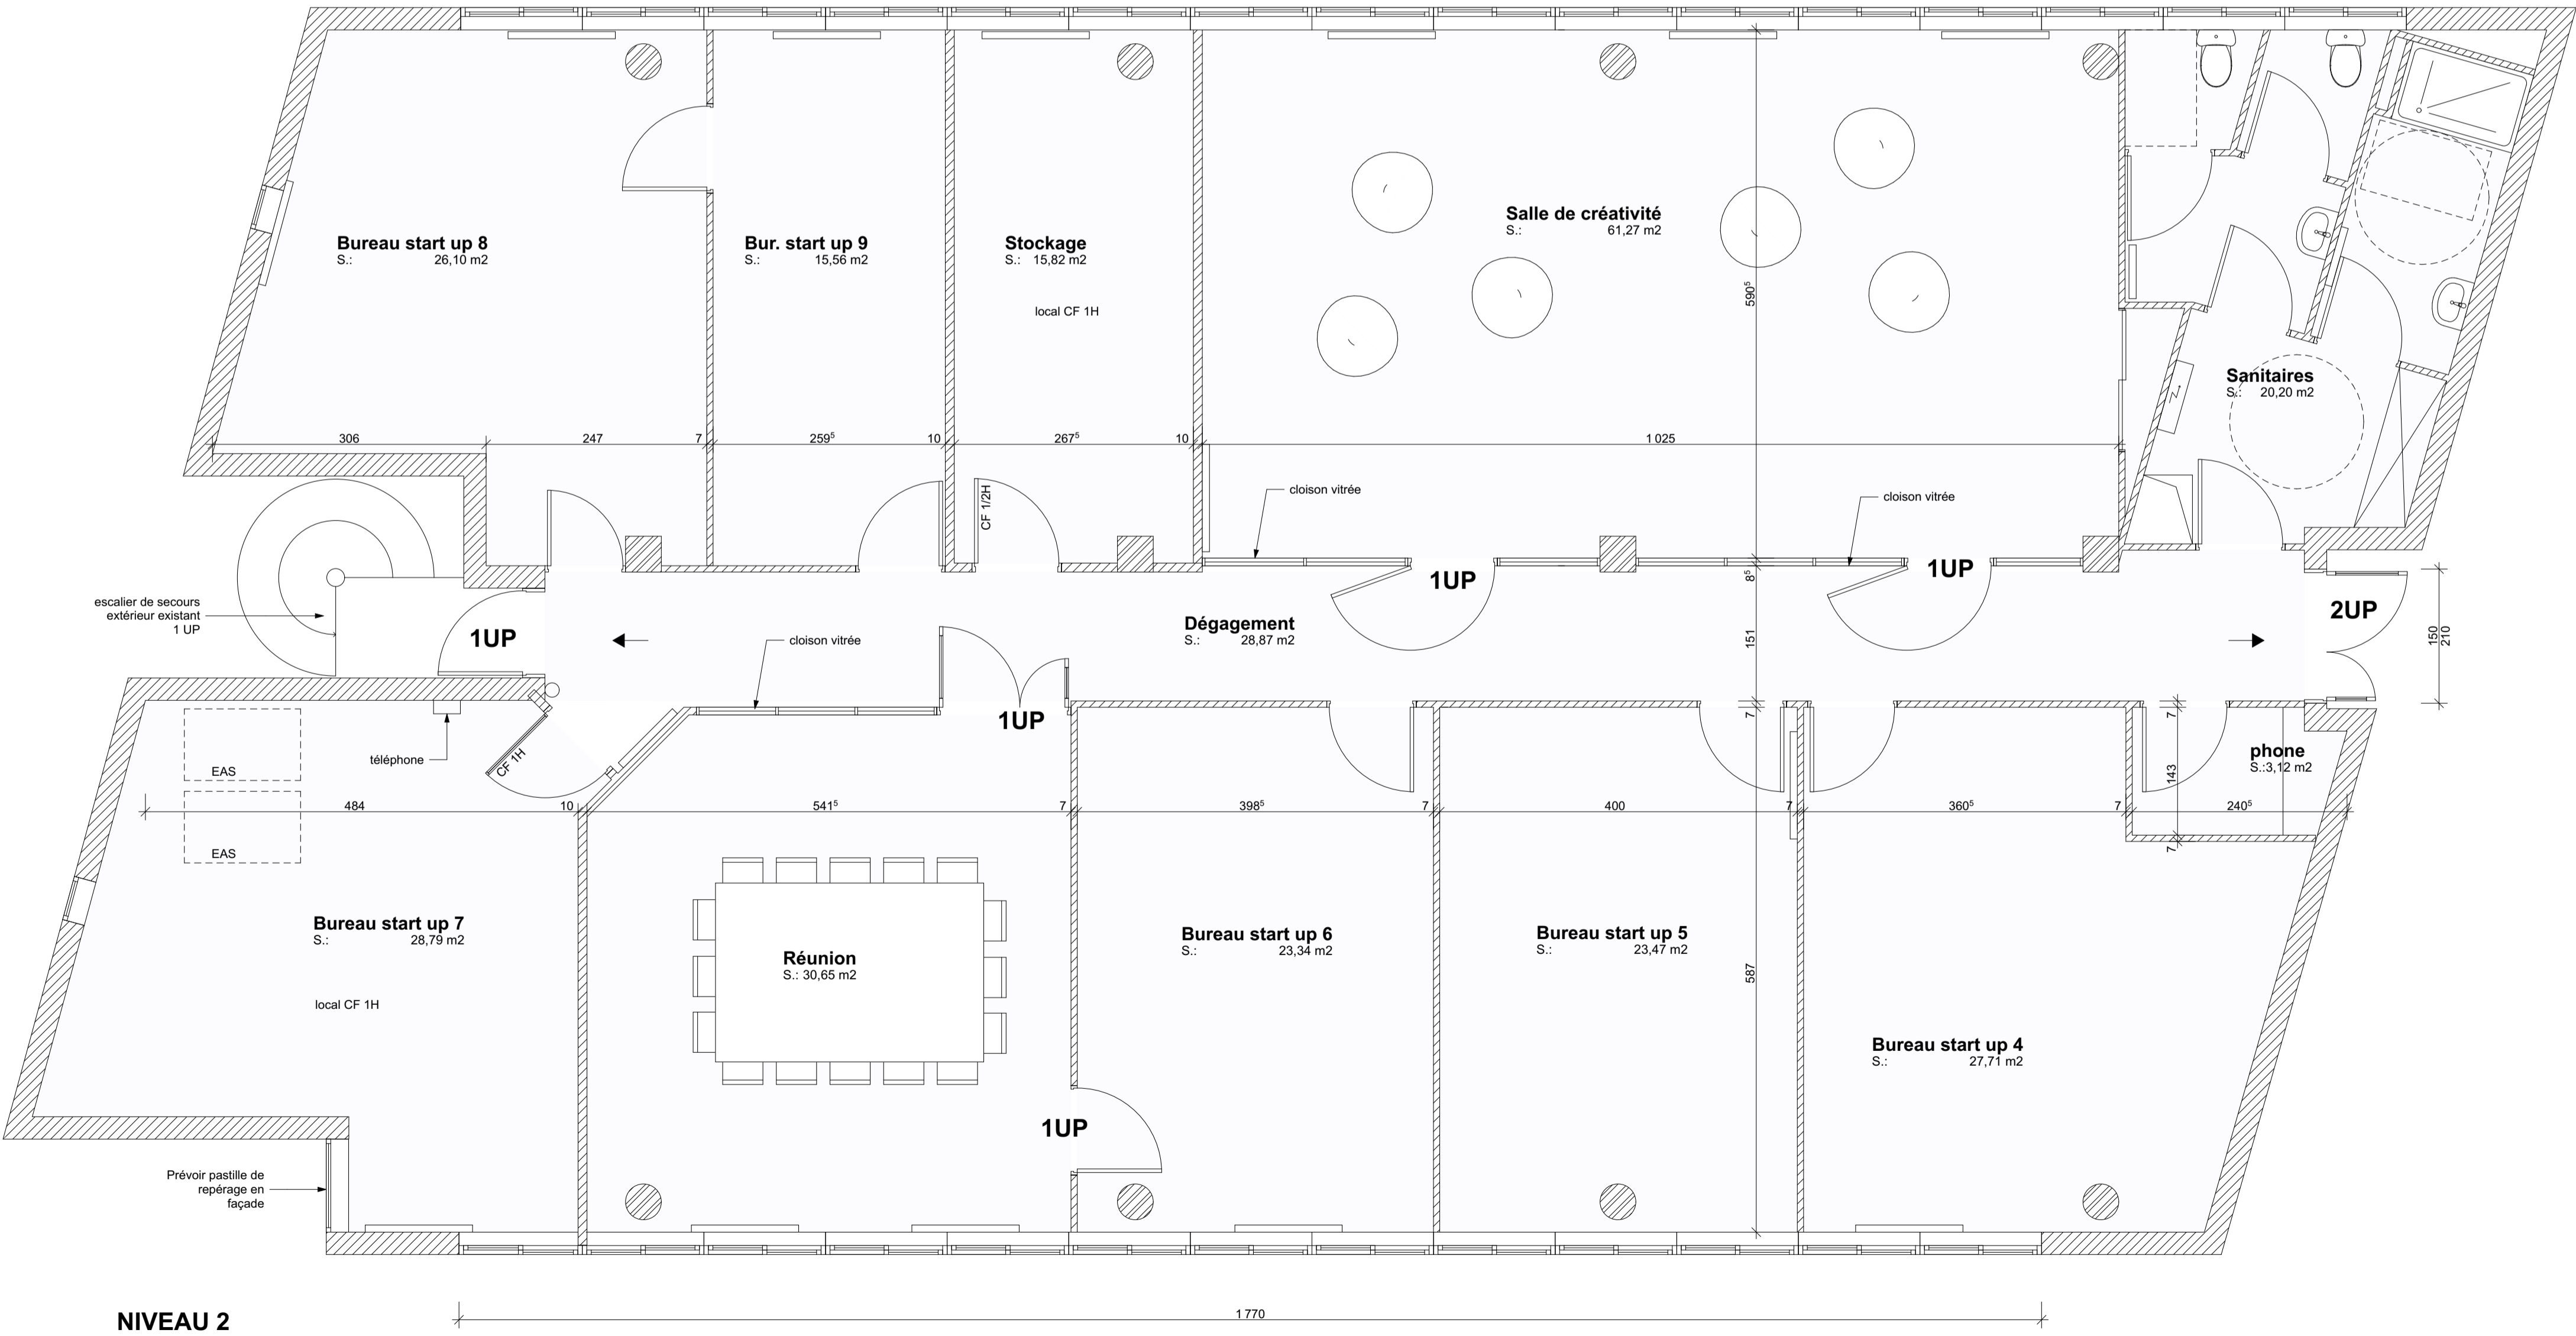 Bureau start up 8
S.: 26,10 m2
Bur. start up 9
S.: 15,56 m2
Stockage
S.: 15,82 m2
local CF 1H
Salle de créativité
S.: 61,27 m2
590⁵
Sanitaires
S.: 20,20 m2
306
247
7
259⁵
10
267⁵
10
1 025
CF 1/2H
cloison vitrée
cloison vitrée
escalier de secours
extérieur existant
1 UP
1UP
cloison vitrée
1UP
Dégagement
S.: 28,87 m2
1UP
8⁵
151
1UP
2UP
150
210
téléphone
CF 1H
EAS
EAS
7
7
143
7
phone
S.:3,12 m2
484
10
541⁵
7
398⁵
7
400
7
360⁵
7
240⁵
Bureau start up 7
S.: 28,79 m2
local CF 1H
Réunion
S.: 30,65 m2
Bureau start up 6
S.: 23,34 m2
Bureau start up 5
S.: 23,47 m2
587
Bureau start up 4
S.: 27,71 m2
1UP
Prévoir pastille de
repérage en
façade
NIVEAU 2
1 770